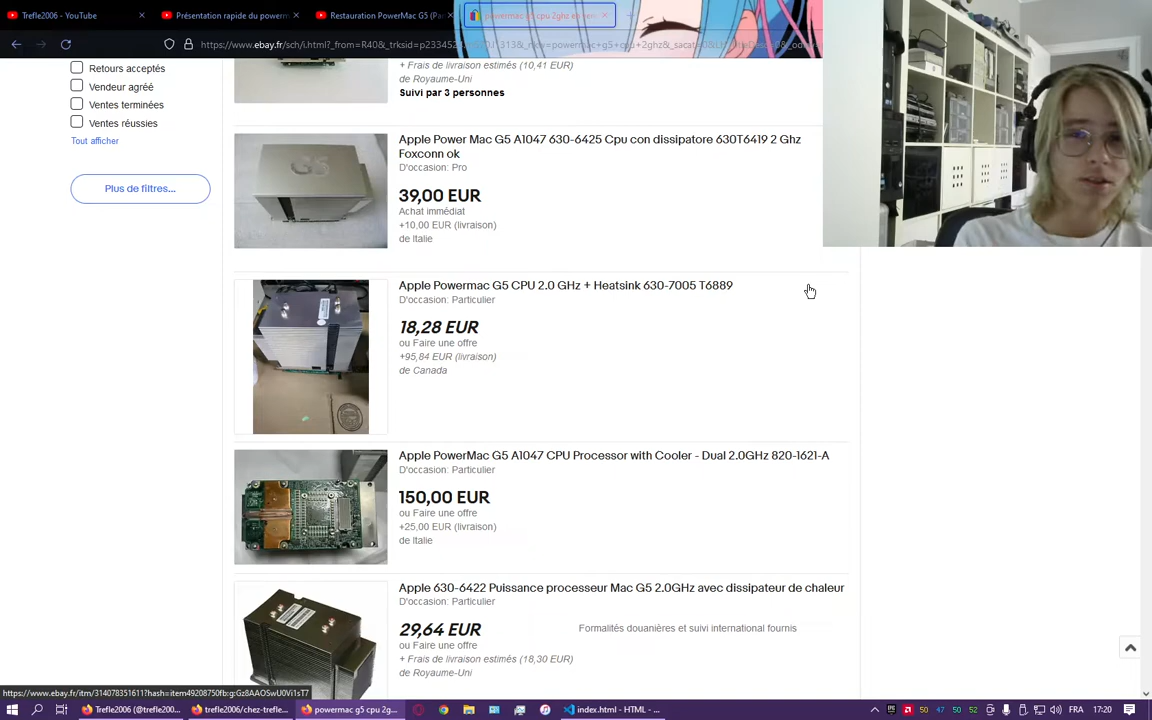 Trefle2006 - YouTube
Présentation rapide du powerm
Restauration PowerMac G5 (Par
Retours acceptés
Vendeur agréé
Ventes terminées
Ventes réussies
Tout afficher
Plus de filtres...
+ Frais de livraison estimés (10,41 EUR)
de Royaume-Uni
Suivi par 3 personnes
Apple Power Mac G5 A1047 630-6425 Cpu con dissipatore 630T6419 2 Ghz
Foxconn ok
D'occasion: Pro
39,00 EUR
Achat immédiat
+10,00 EUR (livraison)
de Italie
Apple Powermac G5 CPU 2.0 GHz + Heatsink 630-7005 T6889
D'occasion: Particulier
18,28 EUR
ou Faire une offre
+95,84 EUR (livraison)
de Canada
Apple PowerMac G5 A1047 CPU Processor with Cooler - Dual 2.0GHz 820-1621-A
D'occasion: Particulier
150,00 EUR
ou Faire une offre
+25,00 EUR (livraison)
de Italie
Apple 630-6422 Puissance processeur Mac G5 2.0GHz avec dissipateur de chaleur
D'occasion: Particulier
29,64 EUR
Formalités douanières et suivi international fournis
ou Faire une offre
+ Frais de livraison estimés (18,30 EUR)
de Royaume-Uni
https://www.ebay.fr/itm/314078351611?hash=item49208750fb:g:Gz8AAOSwU0Vi1sT7
Trefle2006 (@trefle200...
trefle2006/chez-trefle...
powermac g5 cpu 2g...
index.html - HTML - ...
50 47 50 52
FRA
17:20